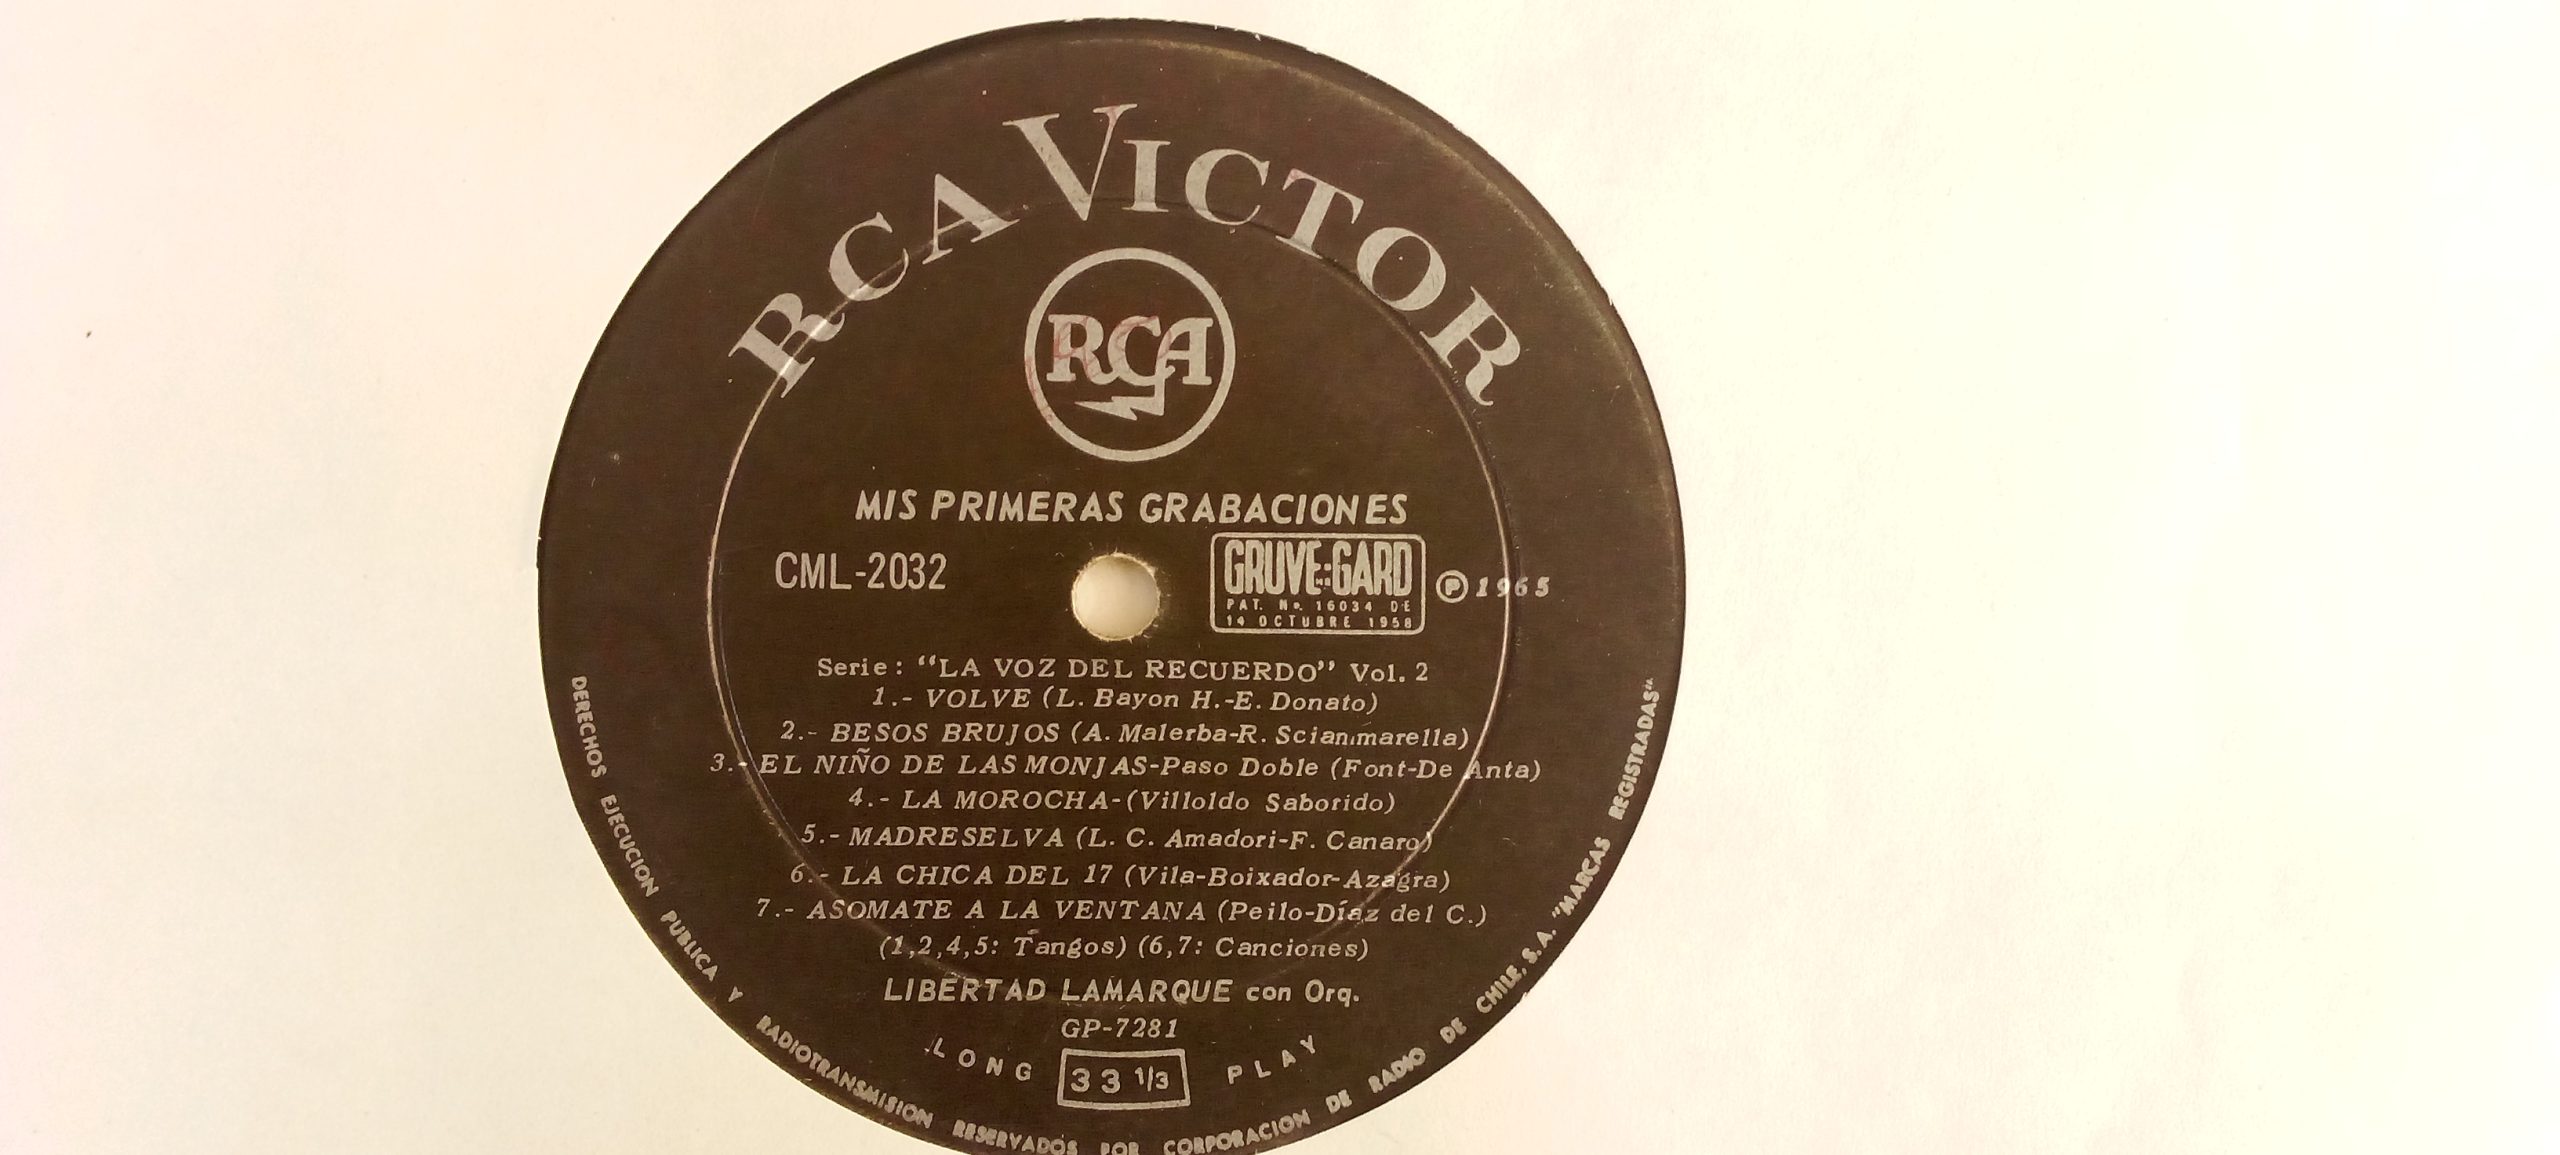 RCA VICTOR
RCA
MIS PRIMERAS GRABACIONES
CML-2032
GRUVE-GARD
PAT. No. 16034 DE
14 OCTUBRE 1958
Ⓟ 1965
Serie: “LA VOZ DEL RECUERDO” Vol. 2
1.- VOLVE (L. Bayon H.-E. Donato)
2.- BESOS BRUJOS (A. Malerba-R. Sciammarella)
3.- EL NIÑO DE LAS MONJAS-Paso Doble (Font-De Anta)
4.- LA MOROCHA-(Villoldo Saborido)
5.- MADRESELVA (L. C. Amadori-F. Canaro)
6.- LA CHICA DEL 17 (Vila-Boixador-Azagra)
7.- ASOMATE A LA VENTANA (Peilo-Díaz del C.)
(1,2,4,5: Tangos) (6,7: Canciones)
LIBERTAD LAMARQUE con Orq.
GP-7281
LONG 33 1/3 PLAY
DERECHOS EJECUCION PUBLICA Y RADIOTRANSMISION RESERVADOS POR CORPORACION DE RADIO DE CHILE, S.A. "MARCAS REGISTRADAS"